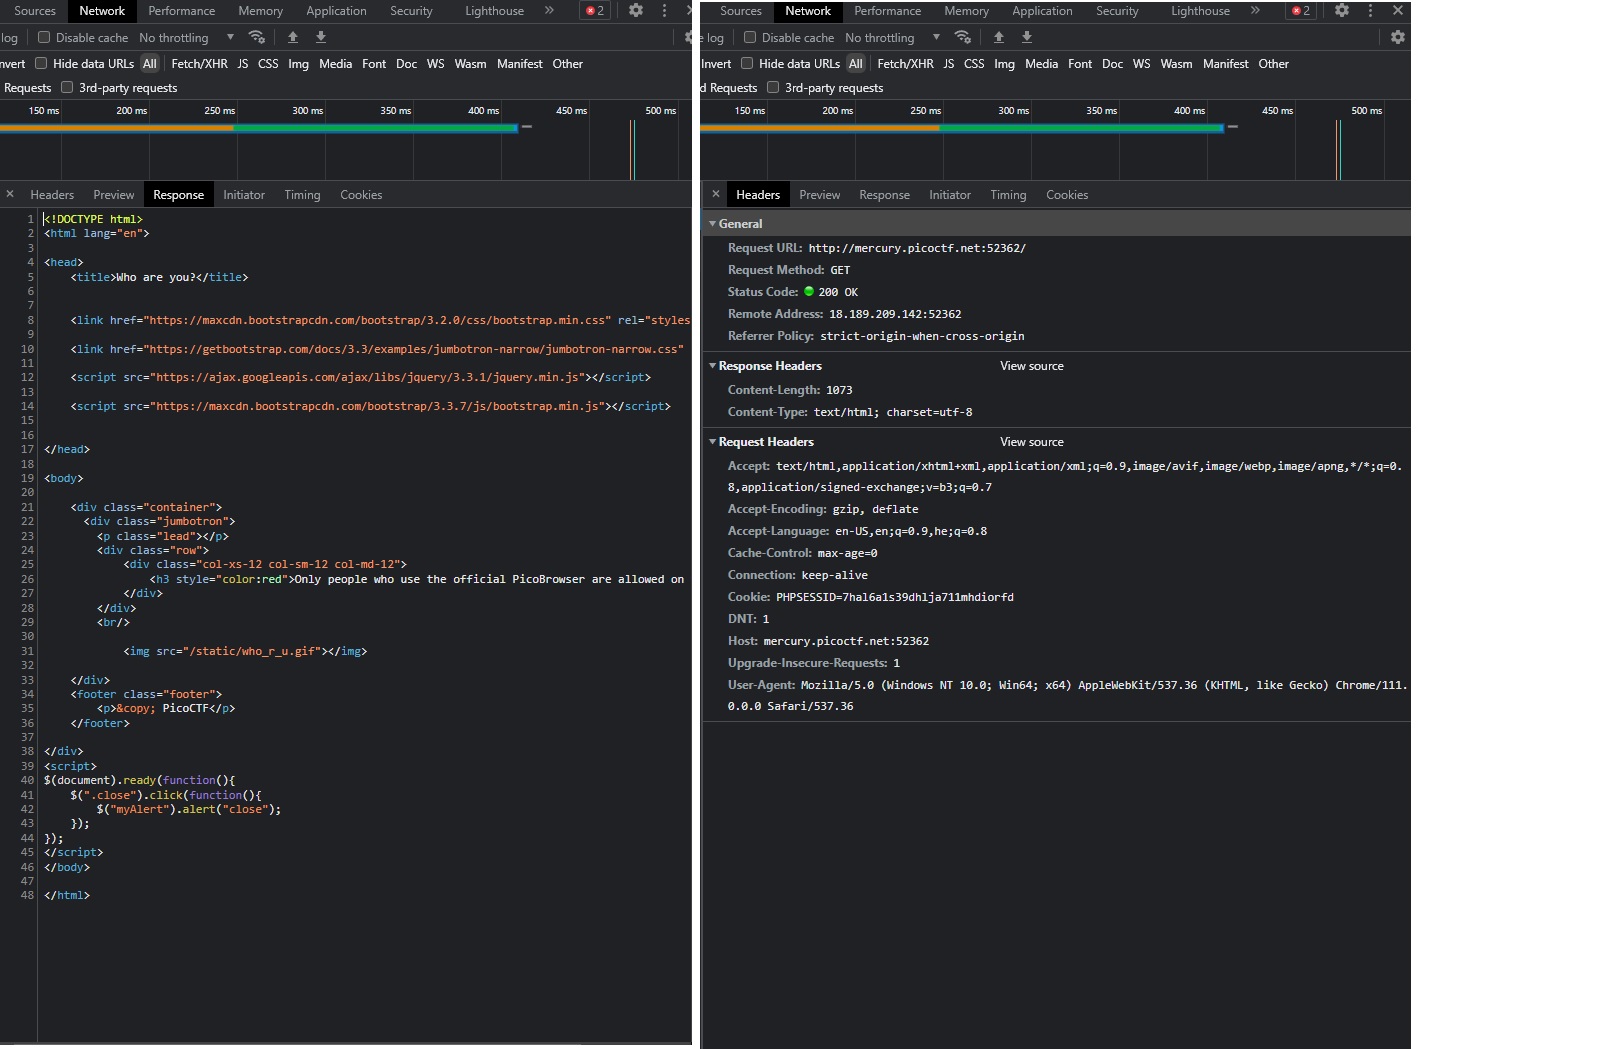 Sources Network Performance Memory Application Security Lighthouse » 2
log Disable cache No throttling
nvert Hide data URLs All Fetch/XHR JS CSS Img Media Font Doc WS Wasm Manifest Other
Requests 3rd-party requests
150 ms 200 ms 250 ms 300 ms 350 ms 400 ms 450 ms 500 ms
× Headers Preview Response Initiator Timing Cookies
1 <!DOCTYPE html>
2 <html lang="en">
3
4 <head>
5 <title>Who are you?</title>
6
7
8 <link href="https://maxcdn.bootstrapcdn.com/bootstrap/3.2.0/css/bootstrap.min.css" rel="styles
9
10 <link href="https://getbootstrap.com/docs/3.3/examples/jumbotron-narrow/jumbotron-narrow.css"
11
12 <script src="https://ajax.googleapis.com/ajax/libs/jquery/3.3.1/jquery.min.js"></script>
13
14 <script src="https://maxcdn.bootstrapcdn.com/bootstrap/3.3.7/js/bootstrap.min.js"></script>
15
16
17 </head>
18
19 <body>
20
21 <div class="container">
22 <div class="jumbotron">
23 <p class="lead"></p>
24 <div class="row">
25 <div class="col-xs-12 col-sm-12 col-md-12">
26 <h3 style="color:red">Only people who use the official PicoBrowser are allowed on
27 </div>
28 </div>
29 <br/>
30
31 <img src="/static/who_r_u.gif"></img>
32
33 </div>
34 <footer class="footer">
35 <p>&copy; PicoCTF</p>
36 </footer>
37
38 </div>
39 <script>
40 $(document).ready(function(){
41 $(".close").click(function(){
42 $("myAlert").alert("close");
43 });
44 });
45 </script>
46 </body>
47
48 </html>
Sources Network Performance Memory Application Security Lighthouse » 2 ×
e log Disable cache No throttling
Invert Hide data URLs All Fetch/XHR JS CSS Img Media Font Doc WS Wasm Manifest Other
d Requests 3rd-party requests
150 ms 200 ms 250 ms 300 ms 350 ms 400 ms 450 ms 500 ms
× Headers Preview Response Initiator Timing Cookies
General
Request URL: http://mercury.picoctf.net:52362/
Request Method: GET
Status Code: 200 OK
Remote Address: 18.189.209.142:52362
Referrer Policy: strict-origin-when-cross-origin
Response Headers View source
Content-Length: 1073
Content-Type: text/html; charset=utf-8
Request Headers View source
Accept: text/html,application/xhtml+xml,application/xml;q=0.9,image/avif,image/webp,image/apng,*/*;q=0.
8,application/signed-exchange;v=b3;q=0.7
Accept-Encoding: gzip, deflate
Accept-Language: en-US,en;q=0.9,he;q=0.8
Cache-Control: max-age=0
Connection: keep-alive
Cookie: PHPSESSID=7hal6a1s39dhlja711mhdiorfd
DNT: 1
Host: mercury.picoctf.net:52362
Upgrade-Insecure-Requests: 1
User-Agent: Mozilla/5.0 (Windows NT 10.0; Win64; x64) AppleWebKit/537.36 (KHTML, like Gecko) Chrome/111.
0.0.0 Safari/537.36